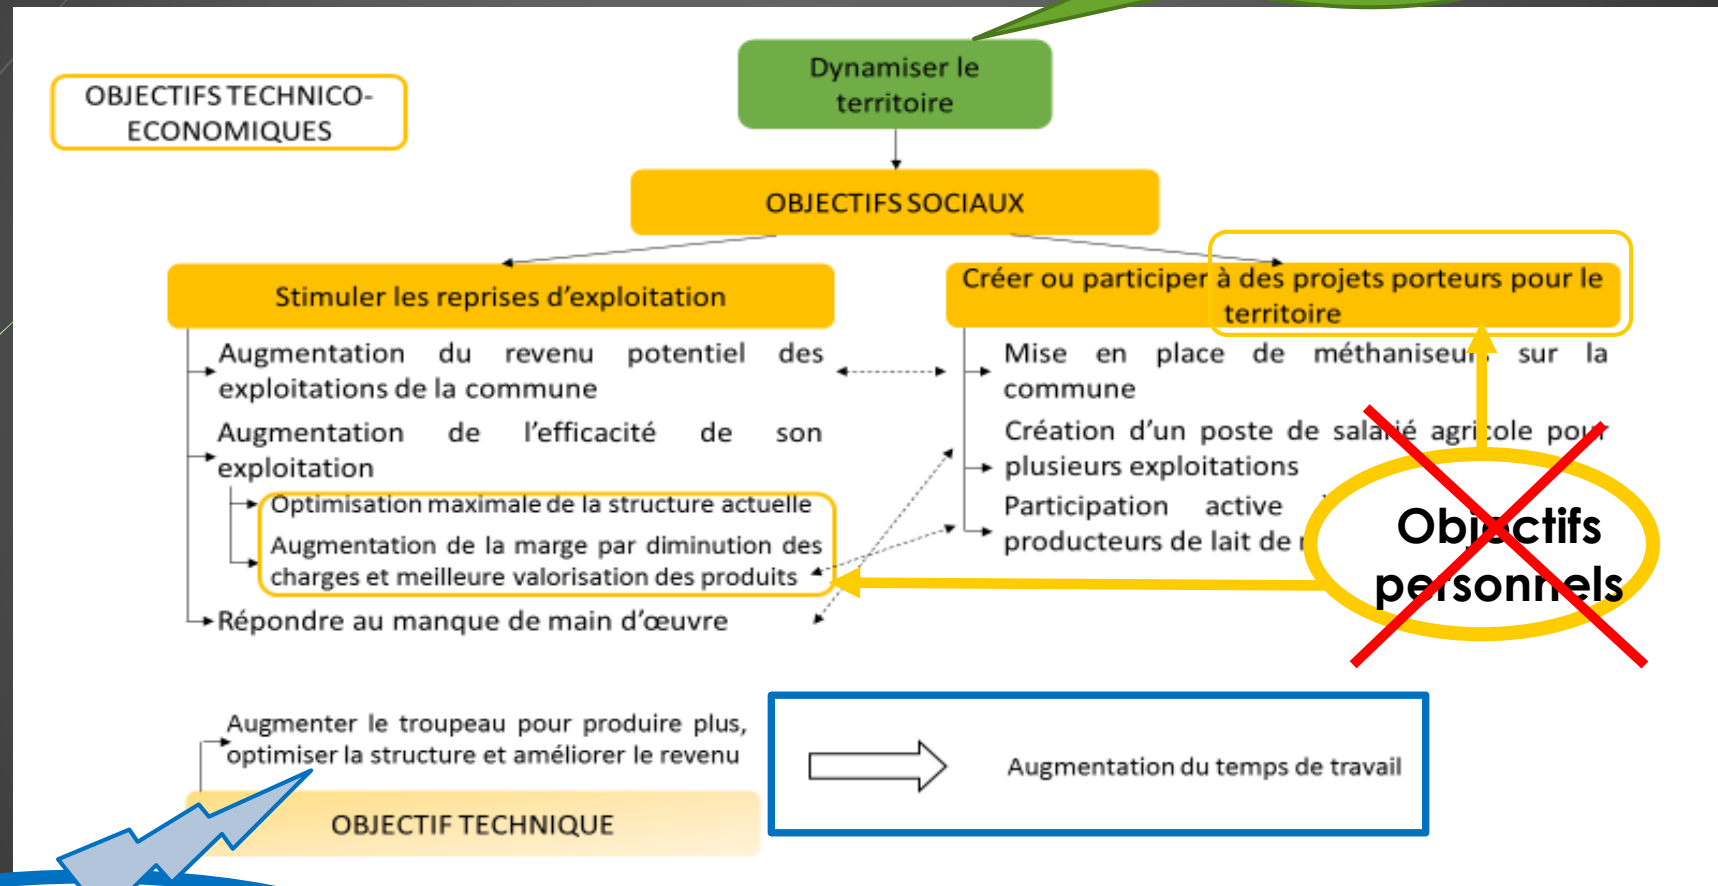 Dynamiser le
territoire
OBJECTIFS TECHNICO-
ECONOMIQUES
OBJECTIFS SOCIAUX
Stimuler les reprises d’exploitation
Augmentation du revenu potentiel des
exploitations de la commune
Augmentation de l’efficacité de son
exploitation
Optimisation maximale de la structure actuelle
Augmentation de la marge par diminution des
charges et meilleure valorisation des produits
Répondre au manque de main d’œuvre
Créer ou participer à des projets porteurs pour le
territoire
Mise en place de méthaniseurs sur la
commune
Création d’un poste de salarié agricole pour
plusieurs exploitations
Participation active
producteurs de lait de
Objectifs
personnels
Augmenter le troupeau pour produire plus,
optimiser la structure et améliorer le revenu
OBJECTIF TECHNIQUE
Augmentation du temps de travail